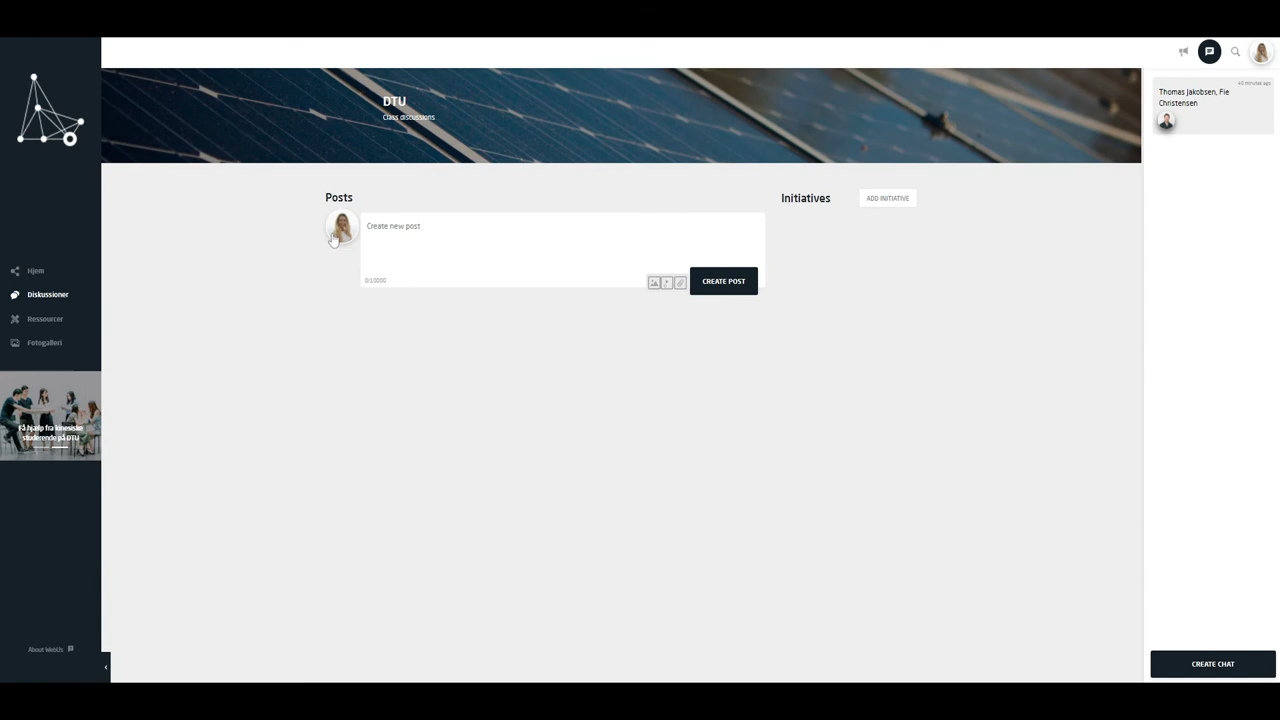 DTU
Class discussions
40 minutes ago
Thomas Jakobsen, Fie
Christensen
Posts
Initiatives
ADD INITIATIVE
Create new post
0/10000
CREATE POST
Hjem
Diskussioner
Ressourcer
Fotogalleri
Få hjælp fra kinesiske
studerende på DTU
About WebUs
CREATE CHAT